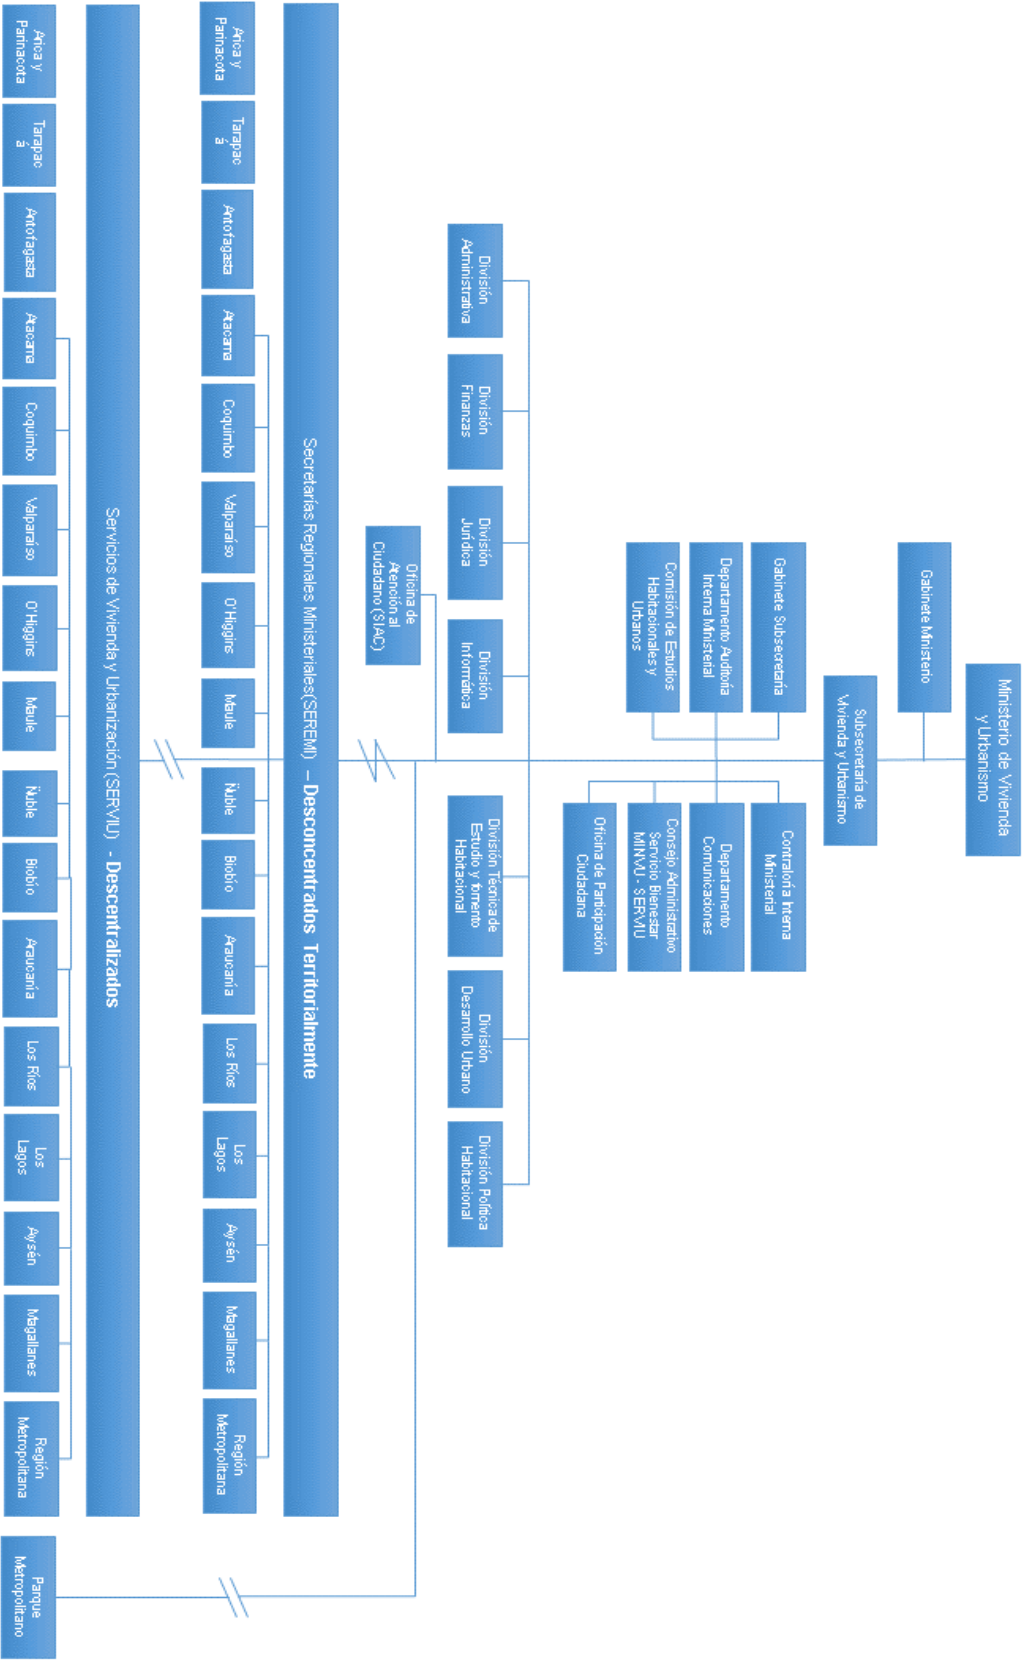 Ministerio de Vivienda
y Urbanismo
Gabinete Ministerio
Subsecretaría de
Vivienda y Urbanismo
Gabinete Subsecretaría
Departamento Auditoría
Interna Ministerial
Comisión de Estudios
Habitacionales y
Urbanos
Contraloría Interna
Ministerial
Departamento
Comunicaciones
Consejo Administrativo
Servicio Bienestar
MINVU - SERVIU
Oficina de Participación
Ciudadana
División
Administrativa
División
Finanzas
División
Jurídica
División
Informática
División Técnica de
Estudio y fomento
Habitacional
División
Desarrollo Urbano
División Política
Habitacional
Oficina de
Atención al
Ciudadano (SIAC)
Secretarías Regionales Ministeriales(SEREMI) – Desconcentrados Territorialmente
Arica y
Parinacota
Tarapac
á
Antofagasta
Atacama
Coquimbo
Valparaíso
O'Higgins
Maule
Ñuble
Biobío
Araucanía
Los Ríos
Los
Lagos
Aysén
Magallanes
Región
Metropolitana
Servicios de Vivienda y Urbanización (SERVIU) - Descentralizados
Arica y
Parinacota
Tarapac
á
Antofagasta
Atacama
Coquimbo
Valparaíso
O'Higgins
Maule
Ñuble
Biobío
Araucanía
Los Ríos
Los
Lagos
Aysén
Magallanes
Región
Metropolitana
Parque
Metropolitano